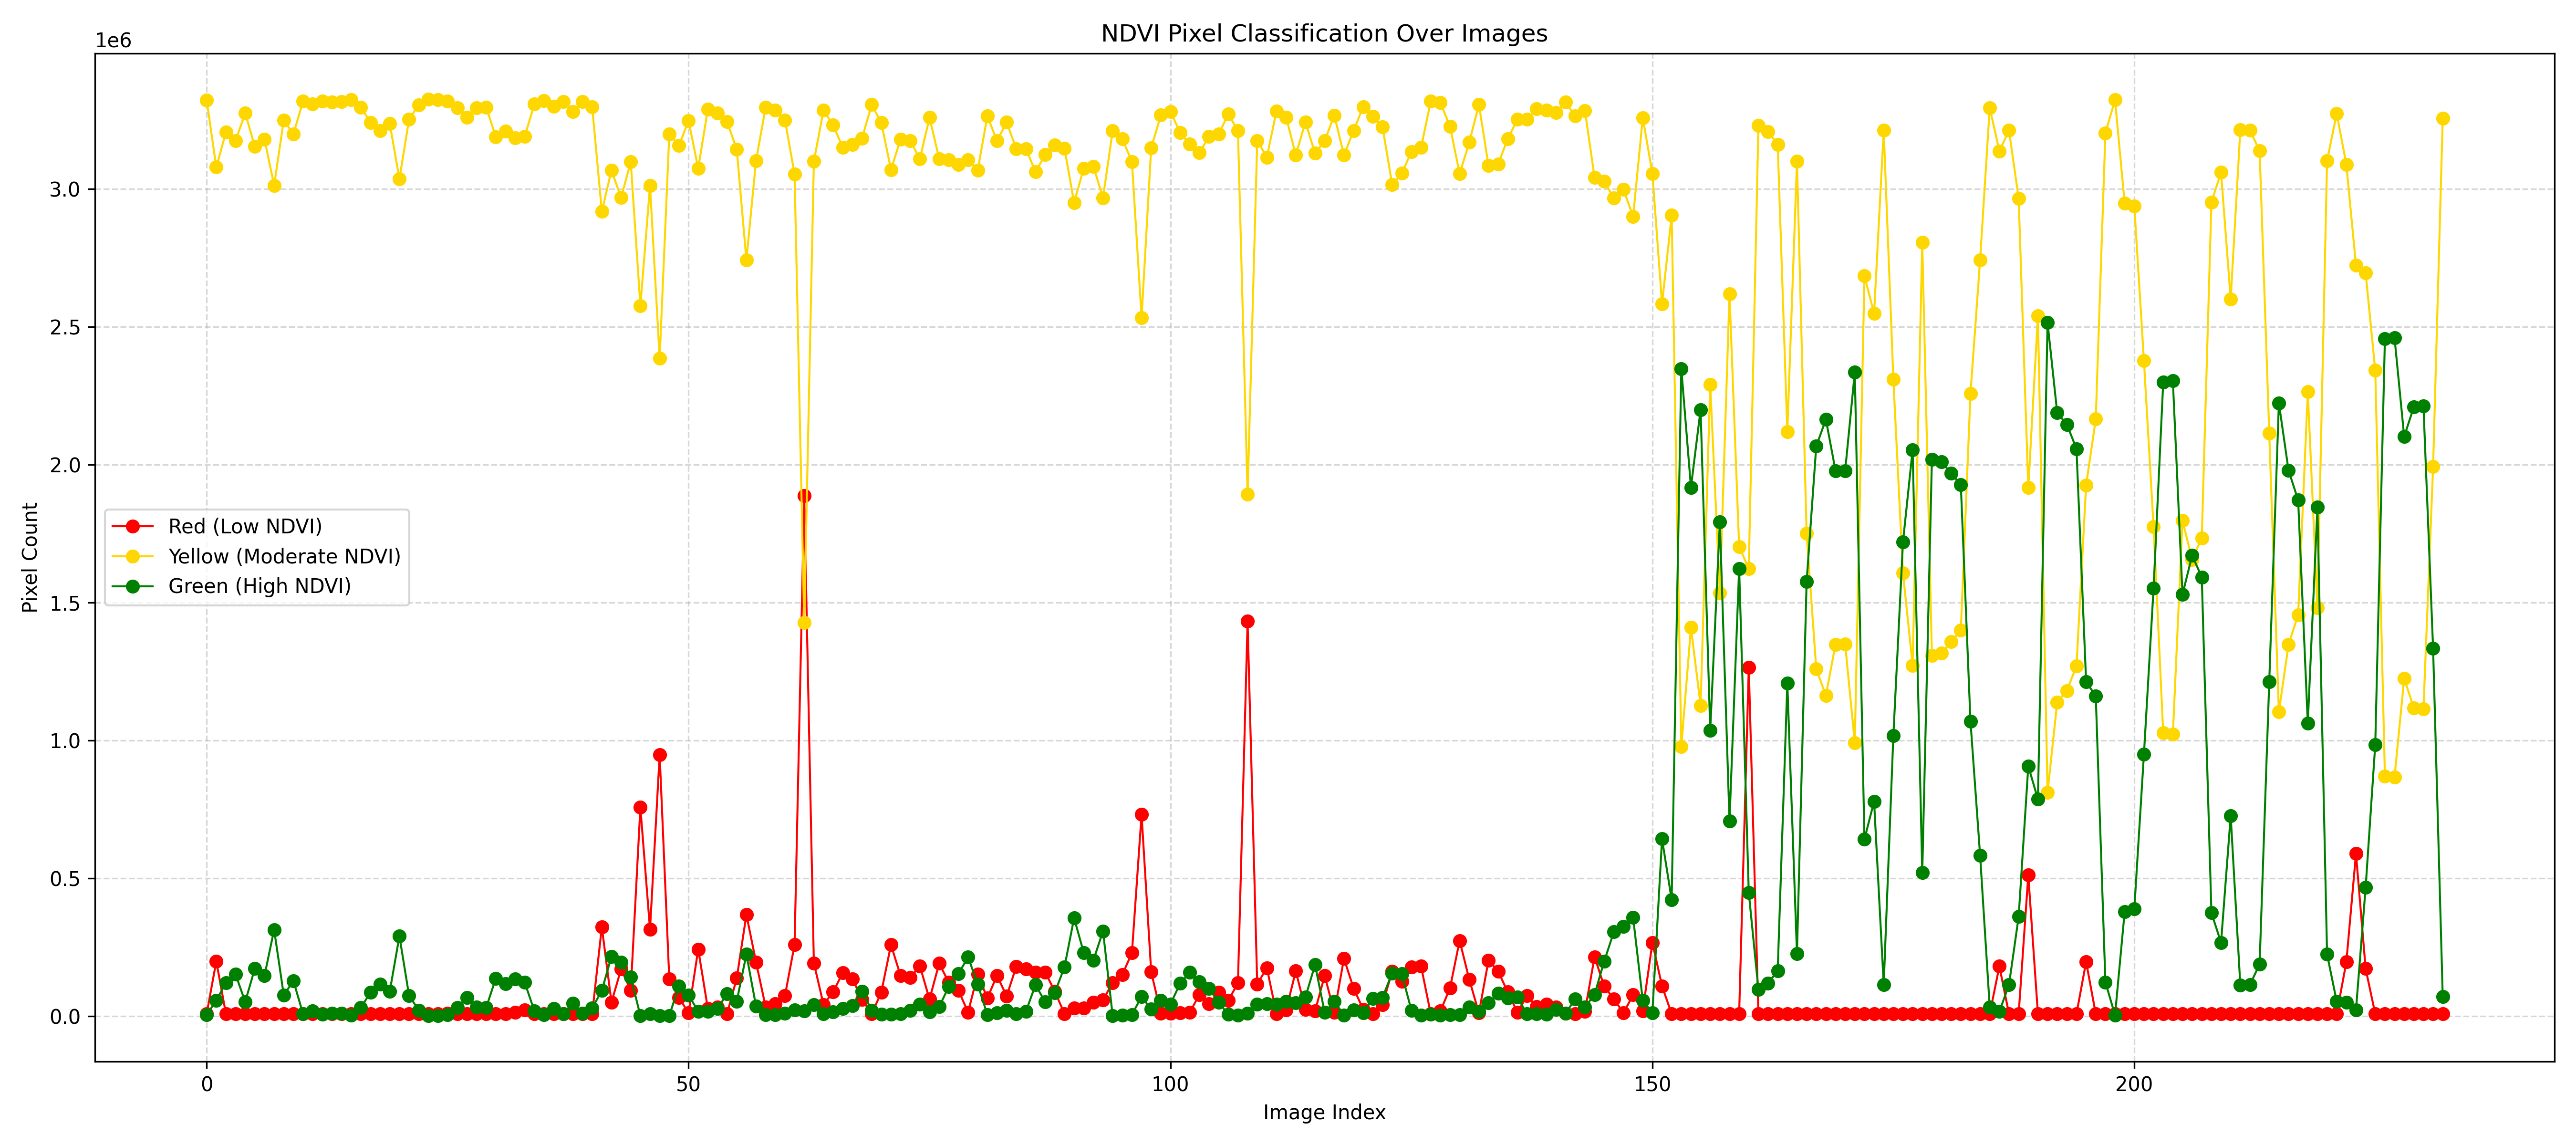 NDVI Pixel Classification Over Images
1e6
3.0
2.5
2.0
1.5
1.0
0.5
0.0
Pixel Count
Red (Low NDVI)
Yellow (Moderate NDVI)
Green (High NDVI)
0 50 100 150 200
Image Index